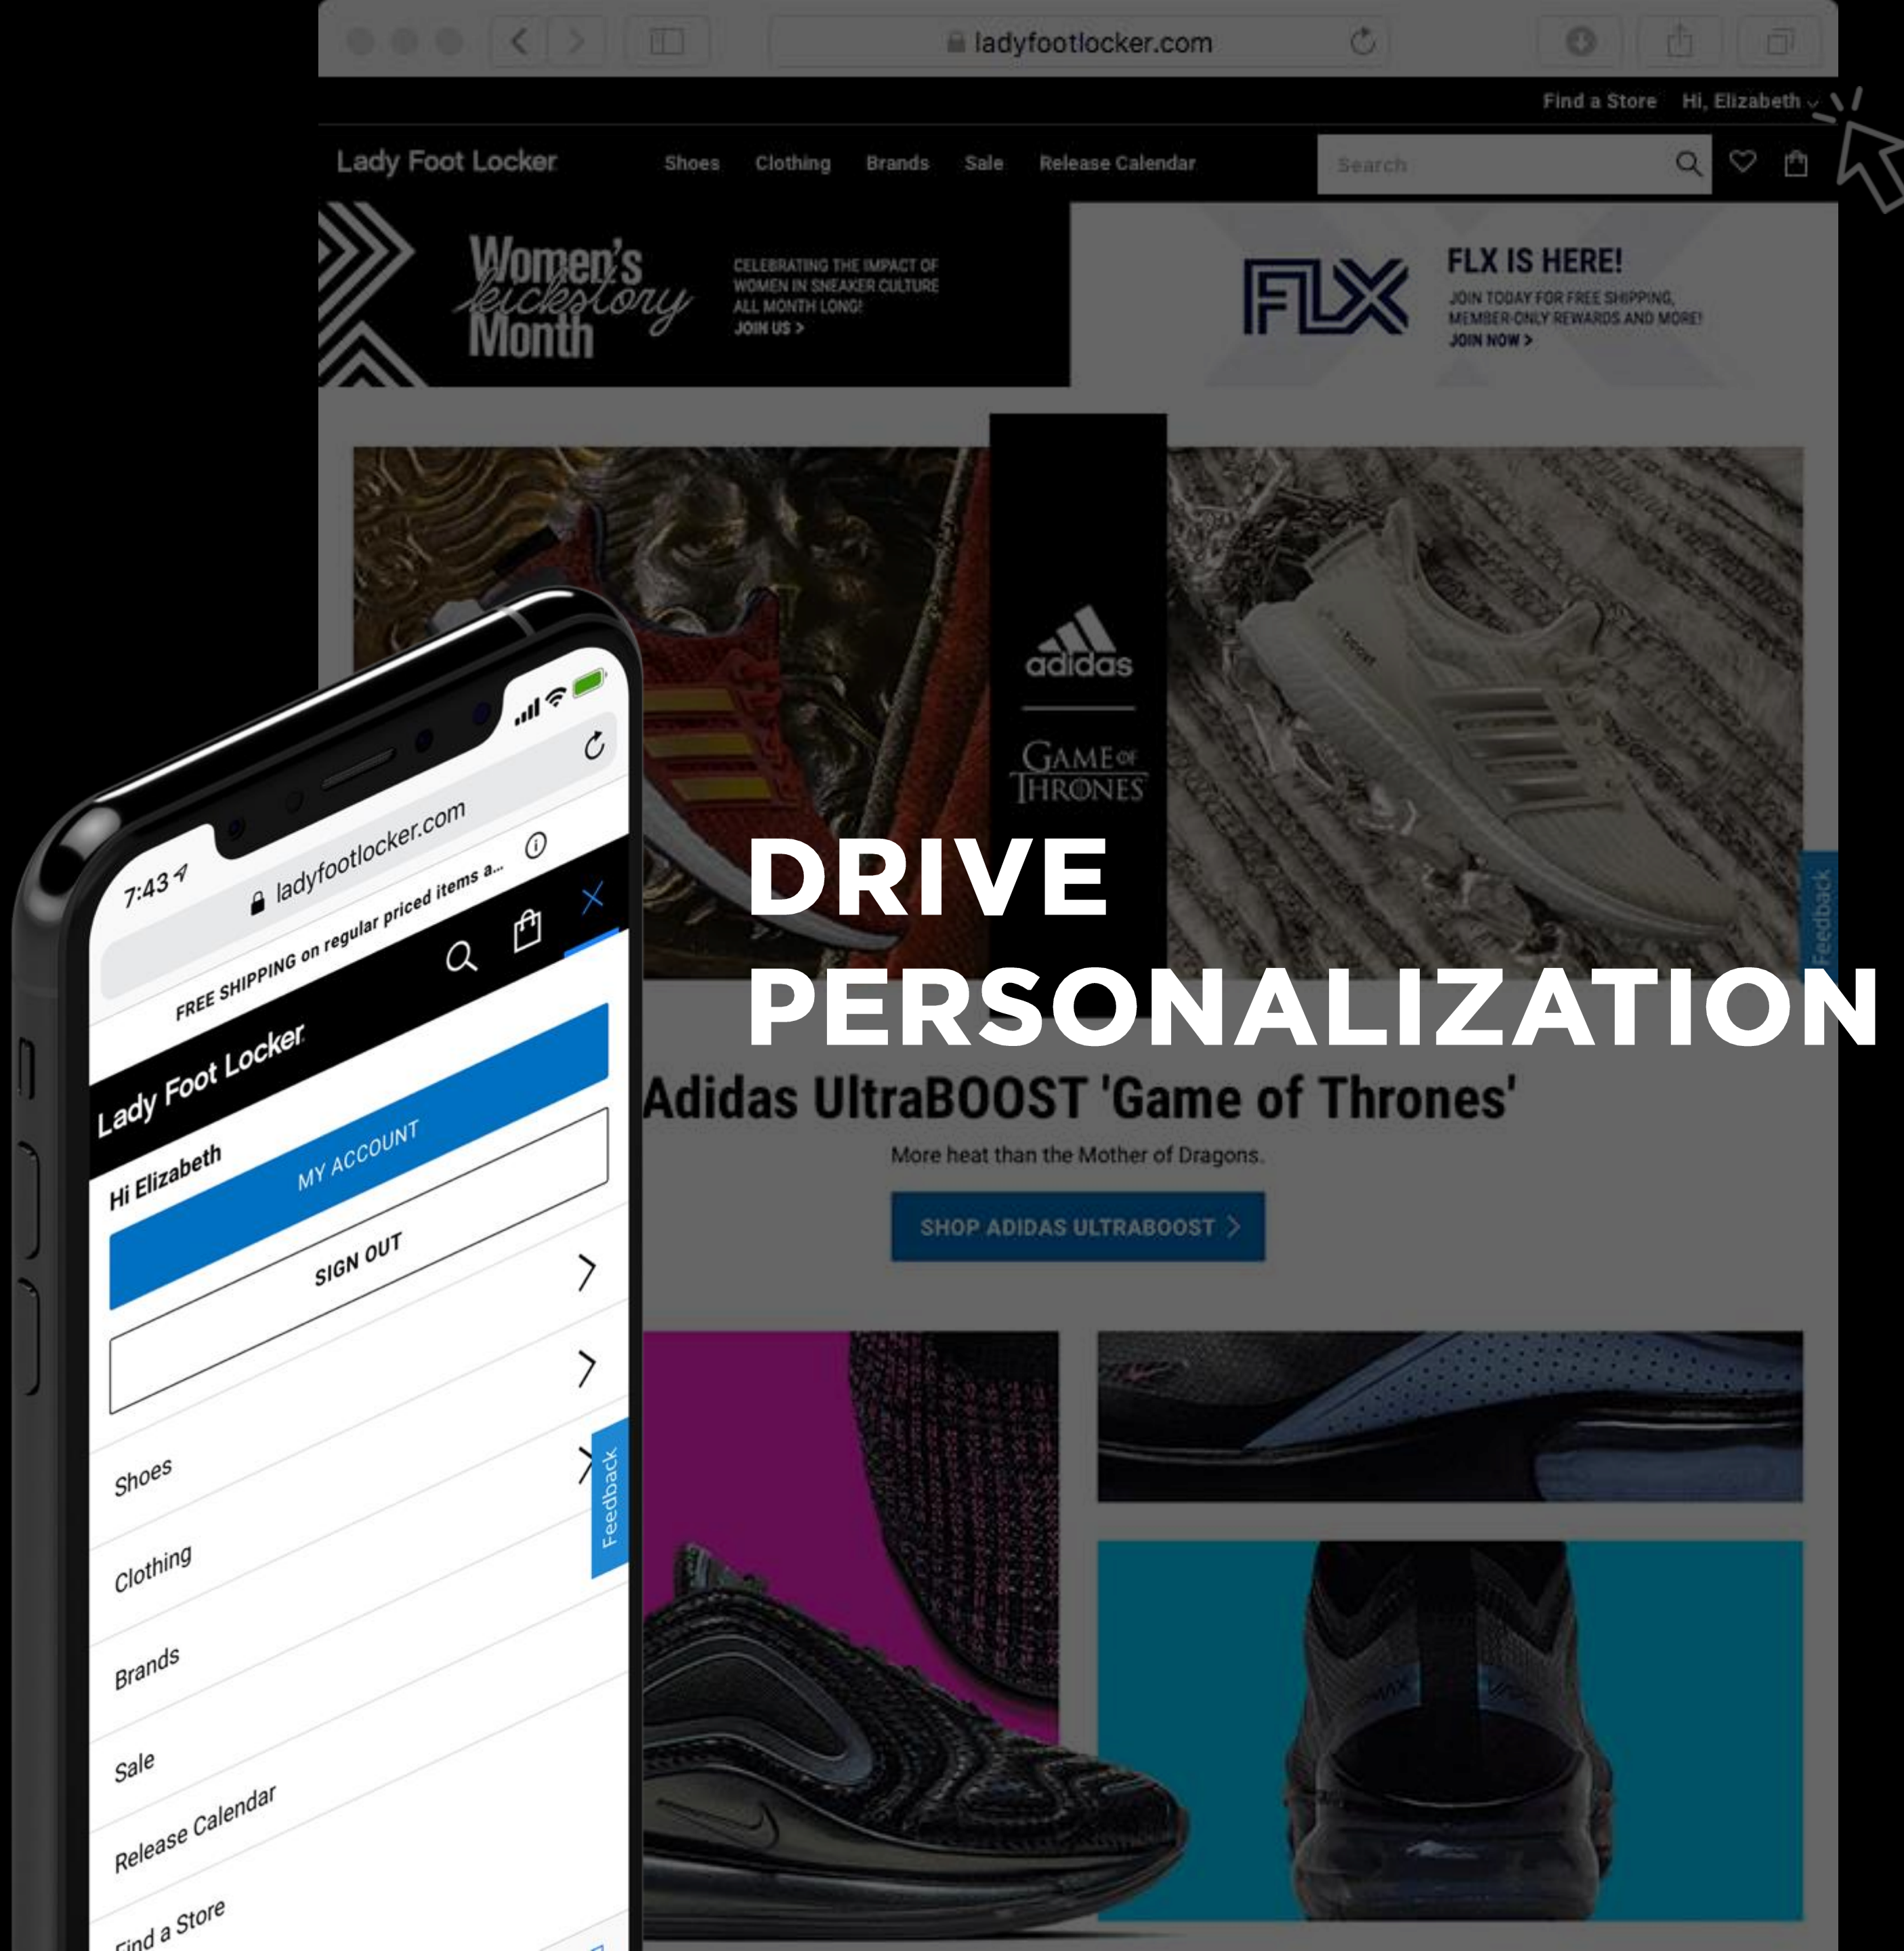 ladyfootlocker.com
Find a Store Hi, Elizabeth
Lady Foot Locker Shoes Clothing Brands Sale Release Calendar Search
Women's
kickstory
Month
CELEBRATING THE IMPACT OF
WOMEN IN SNEAKER CULTURE
ALL MONTH LONG!
JOIN US >
FLX
FLX IS HERE!
JOIN TODAY FOR FREE SHIPPING,
MEMBER-ONLY REWARDS AND MORE!
JOIN NOW >
adidas
GAME OF
THRONES
Feedback
DRIVE
PERSONALIZATION
Adidas UltraBOOST 'Game of Thrones'
More heat than the Mother of Dragons.
SHOP ADIDAS ULTRABOOST >
7:43
ladyfootlocker.com
FREE SHIPPING on regular priced items a...
Lady Foot Locker
Hi Elizabeth
MY ACCOUNT
SIGN OUT
Shoes
Clothing
Brands
Sale
Release Calendar
Find a Store
Feedback